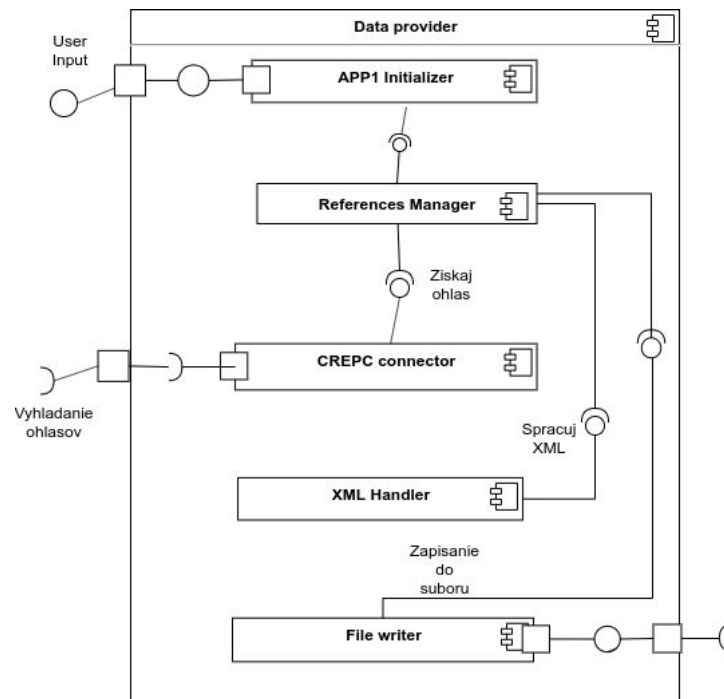 Data provider
User
Input
APP1 Initializer
References Manager
Ziskaj
ohlas
CREPC connector
Vyhladanie
ohlasov
Spracuj
XML
XML Handler
Zapisanie
do
suboru
File writer